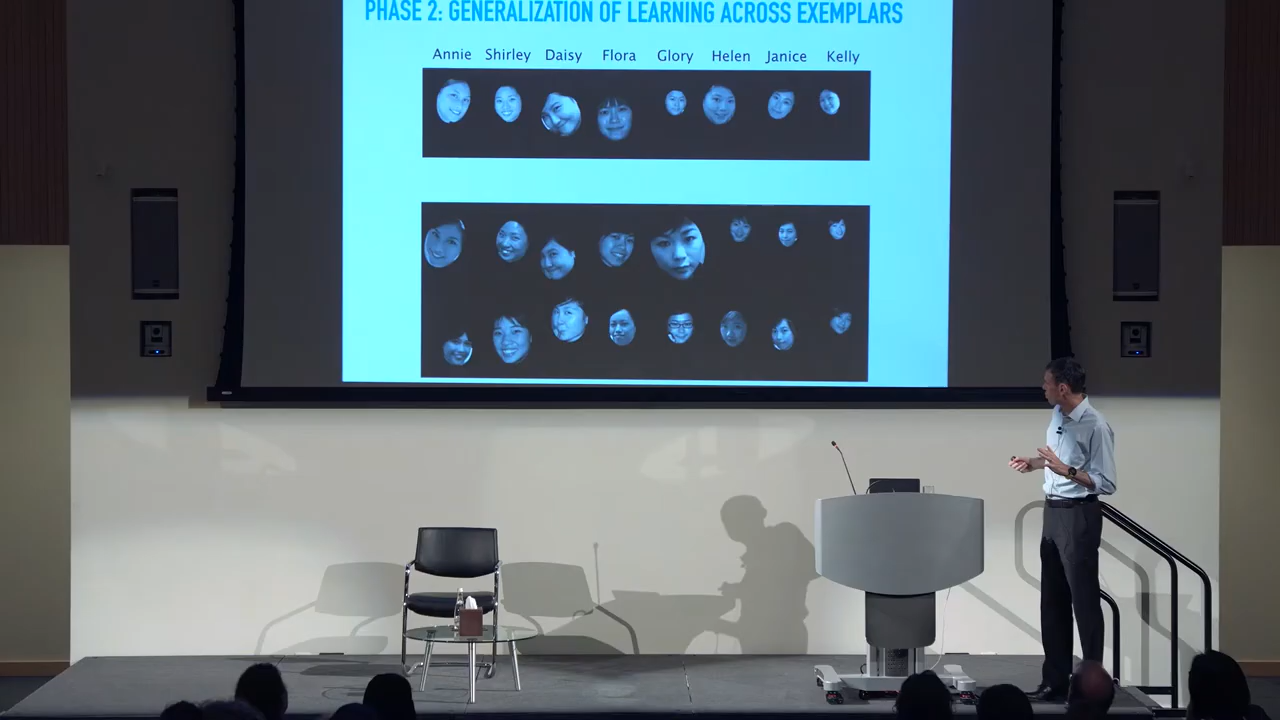 PHASE 2: GENERALIZATION OF LEARNING ACROSS EXEMPLARS
Annie Shirley Daisy Flora Glory Helen Janice Kelly